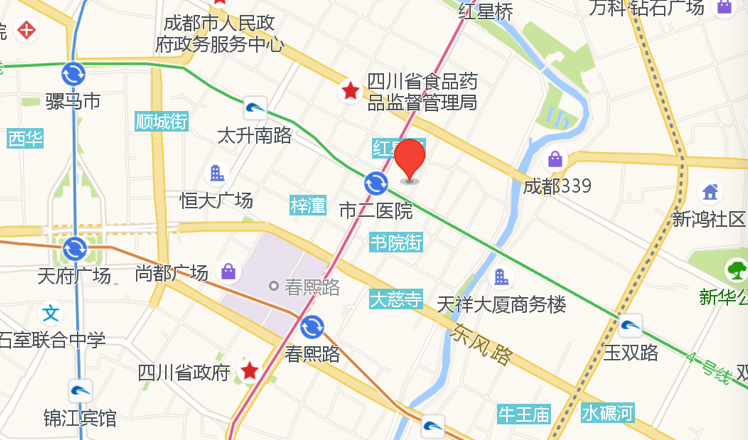 红星桥
万科
钻石广场
院
成都市人民政
府政务服务中心
骡马市
四川省食品药
品监督管理局
顺城街
西华
太升南路
成都339
恒大广场
梓潼
市二医院
新鸿社区
书院街
天府广场
尚都广场
春熙路
大慈寺
天祥大厦商务楼
新华公
文
石室联合中学
春熙路
东风路
玉双路
4号线
双
四川省政府
锦江宾馆
牛王庙
水碾河